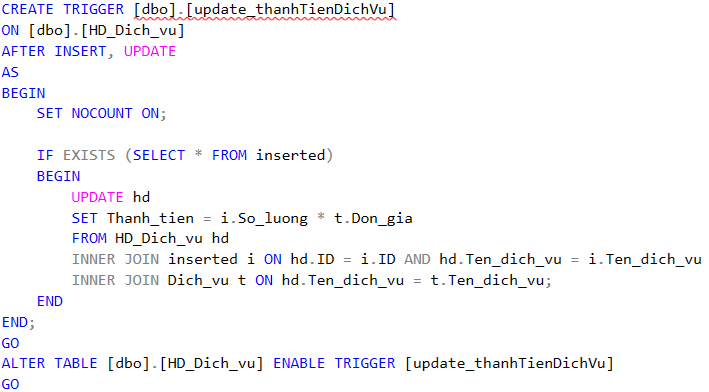 CREATE TRIGGER [dbo].[update_thanhTienDichVu]
ON [dbo].[HD_Dich_vu]
AFTER INSERT, UPDATE
AS
BEGIN
    SET NOCOUNT ON;

    IF EXISTS (SELECT * FROM inserted)
    BEGIN
        UPDATE hd
        SET Thanh_tien = i.So_luong * t.Don_gia
        FROM HD_Dich_vu hd
        INNER JOIN inserted i ON hd.ID = i.ID AND hd.Ten_dich_vu = i.Ten_dich_vu
        INNER JOIN Dich_vu t ON hd.Ten_dich_vu = t.Ten_dich_vu;
    END
END;
GO
ALTER TABLE [dbo].[HD_Dich_vu] ENABLE TRIGGER [update_thanhTienDichVu]
GO